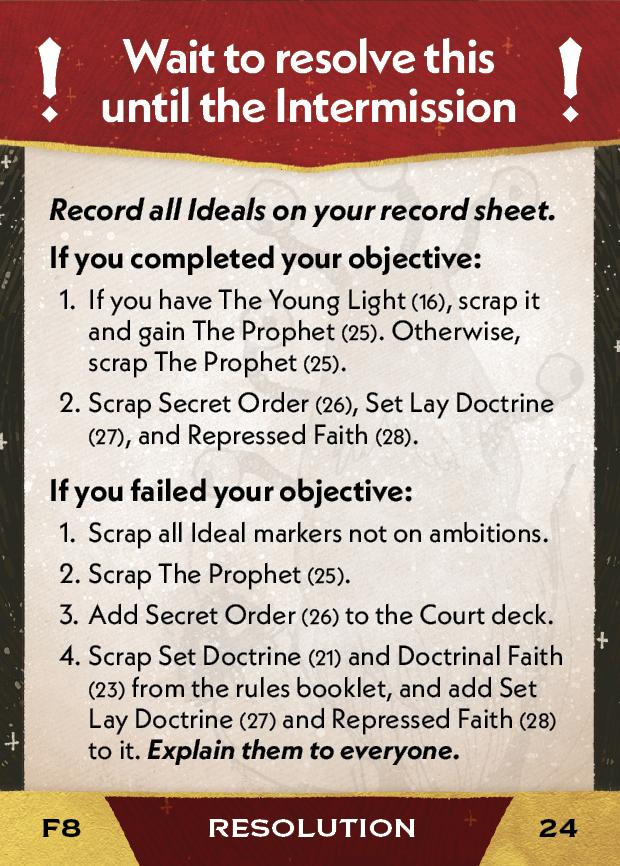 Wait to resolve this
until the Intermission
!
!
Record all Ideals on your record sheet.
If you completed your objective:
1. If you have The Young Light (16), scrap it
and gain The Prophet (25). Otherwise,
scrap The Prophet (25).
2. Scrap Secret Order (26), Set Lay Doctrine
(27), and Repressed Faith (28).
If you failed your objective:
1. Scrap all Ideal markers not on ambitions.
2. Scrap The Prophet (25).
3. Add Secret Order (26) to the Court deck.
4. Scrap Set Doctrine (21) and Doctrinal Faith
(23) from the rules booklet, and add Set
Lay Doctrine (27) and Repressed Faith (28)
to it. Explain them to everyone.
F8 RESOLUTION 24